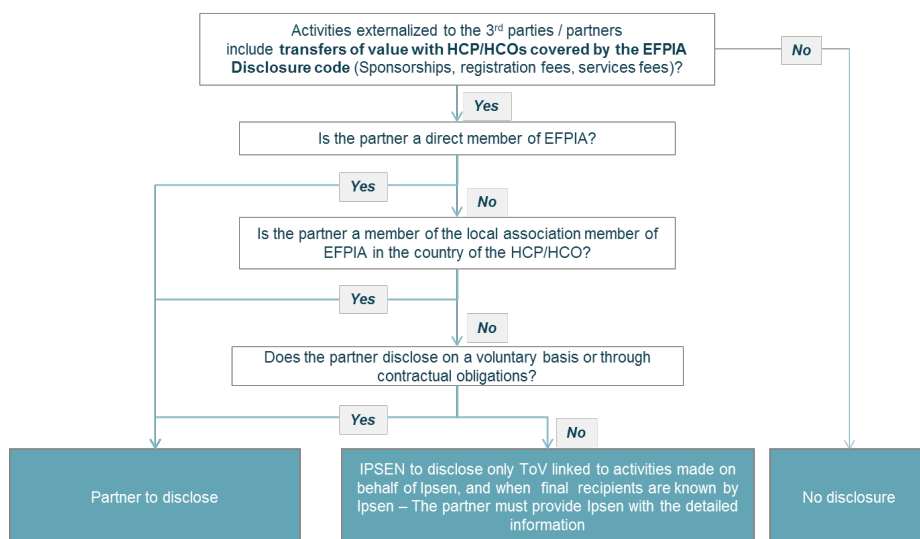 Activities externalized to the 3rd parties / partners
include transfers of value with HCP/HCOs covered by the EFPIA
Disclosure code (Sponsorships, registration fees, services fees)?
No
Yes
Is the partner a direct member of EFPIA?
Yes
No
Is the partner a member of the local association member of
EFPIA in the country of the HCP/HCO?
Yes
No
Does the partner disclose on a voluntary basis or through
contractual obligations?
Yes
No
Partner to disclose
IPSEN to disclose only ToV linked to activities made on
behalf of Ipsen, and when final recipients are known by
Ipsen – The partner must provide Ipsen with the detailed
information
No disclosure